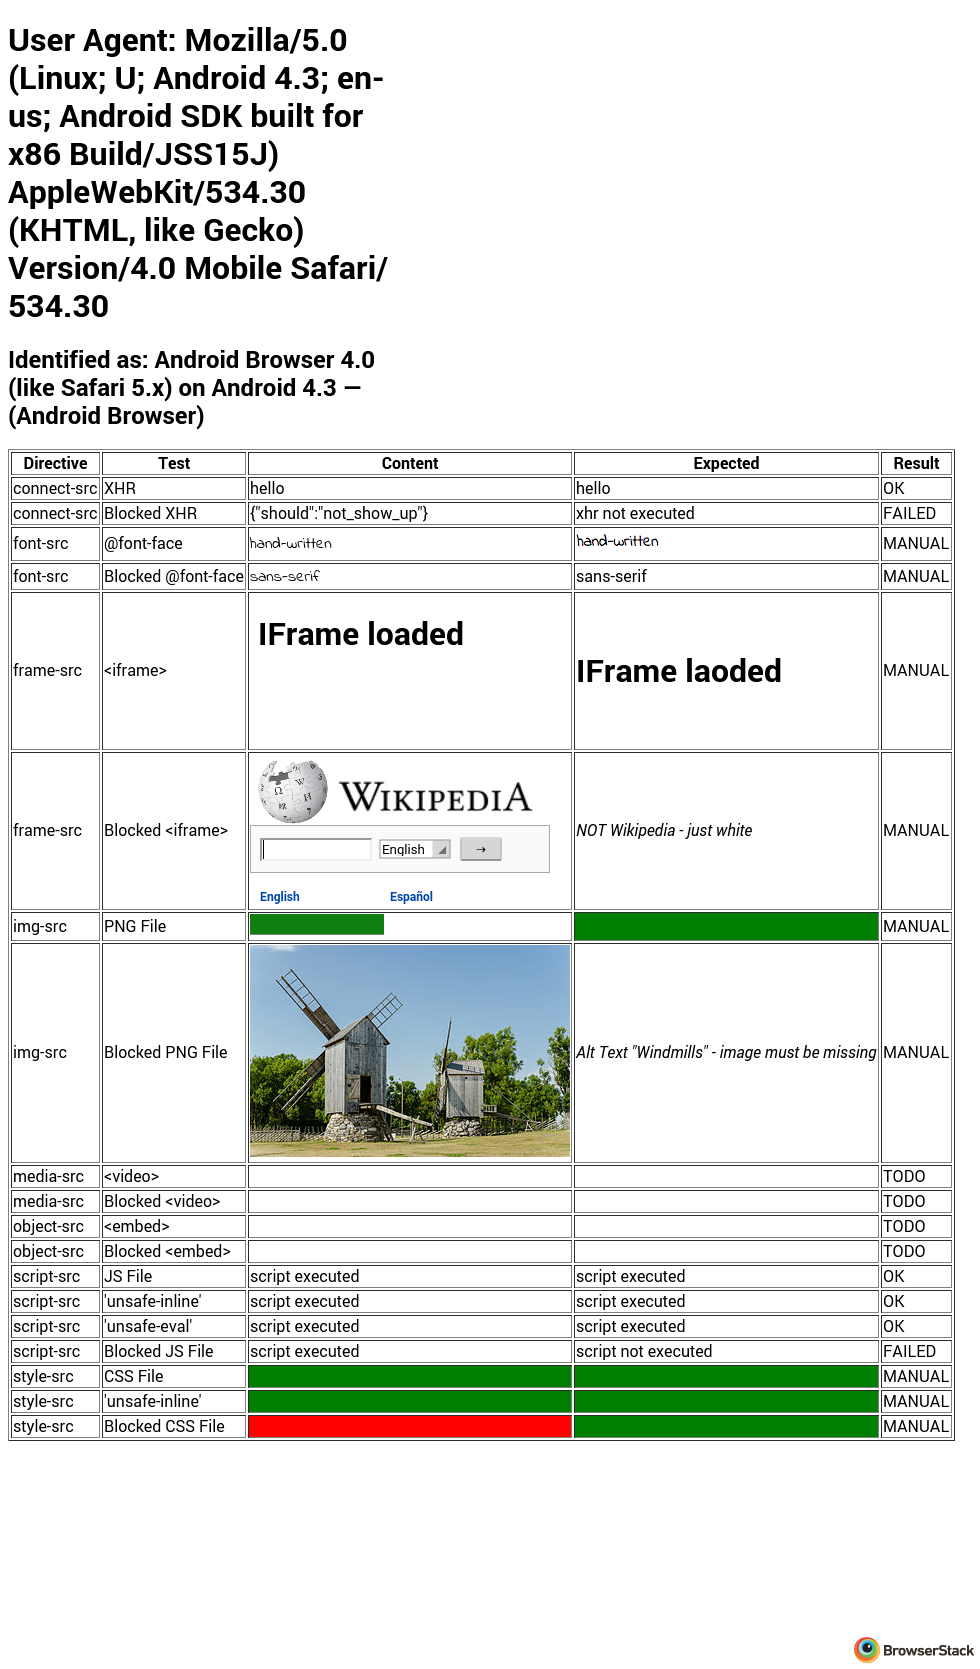 User Agent: Mozilla/5.0
(Linux; U; Android 4.3; en-
us; Android SDK built for
x86 Build/JSS15J)
AppleWebKit/534.30
(KHTML, like Gecko)
Version/4.0 Mobile Safari/
534.30
Identified as: Android Browser 4.0
(like Safari 5.x) on Android 4.3 —
(Android Browser)
Directive Test Content Expected Result
connect-src XHR hello hello OK
connect-src Blocked XHR {"should":"not_show_up"} xhr not executed FAILED
font-src @font-face hand-written hand-written MANUAL
font-src Blocked @font-face sans-serif sans-serif MANUAL
frame-src <iframe> IFrame loaded IFrame laoded MANUAL
WIKIPEDIA
frame-src Blocked <iframe> NOT Wikipedia - just white MANUAL
English →
English Español
img-src PNG File MANUAL
img-src Blocked PNG File Alt Text "Windmills" - image must be missing MANUAL
media-src <video> TODO
media-src Blocked <video> TODO
object-src <embed> TODO
object-src Blocked <embed> TODO
script-src JS File script executed script executed OK
script-src 'unsafe-inline' script executed script executed OK
script-src 'unsafe-eval' script executed script executed OK
script-src Blocked JS File script executed script not executed FAILED
style-src CSS File MANUAL
style-src 'unsafe-inline' MANUAL
style-src Blocked CSS File MANUAL
BrowserStack